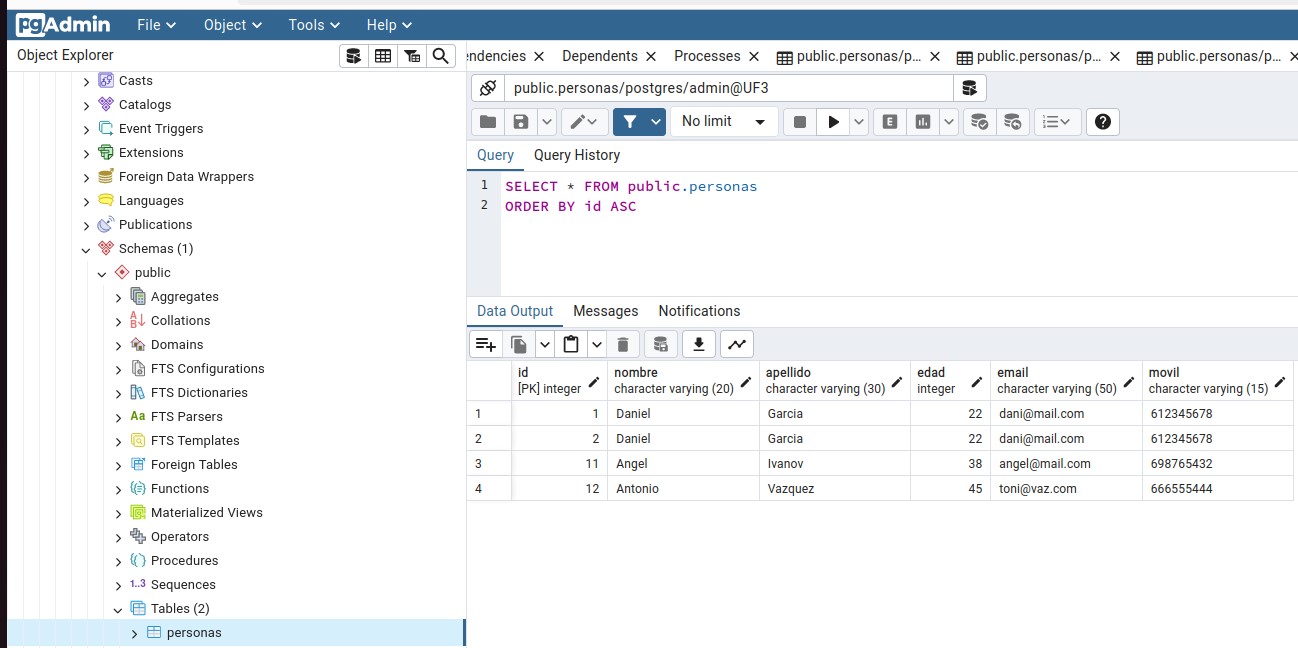 pgAdmin File Object Tools Help
Object Explorer
endencies Dependents Processes public.personas/p... public.personas/p... public.personas/p...
public.personas/postgres/admin@UF3
No limit E ?
Query Query History
1 SELECT * FROM public.personas
2 ORDER BY id ASC
Casts
Catalogs
Event Triggers
Extensions
Foreign Data Wrappers
Languages
Publications
Schemas (1)
public
Aggregates
Collations
Domains
FTS Configurations
FTS Dictionaries
Aa FTS Parsers
FTS Templates
Foreign Tables
Functions
Materialized Views
Operators
Procedures
1..3 Sequences
Tables (2)
personas
Data Output Messages Notifications
id nombre apellido edad email movil
[PK] integer character varying (20) character varying (30) integer character varying (50) character varying (15)
1 1 Daniel Garcia 22 dani@mail.com 612345678
2 2 Daniel Garcia 22 dani@mail.com 612345678
3 11 Angel Ivanov 38 angel@mail.com 698765432
4 12 Antonio Vazquez 45 toni@vaz.com 666555444